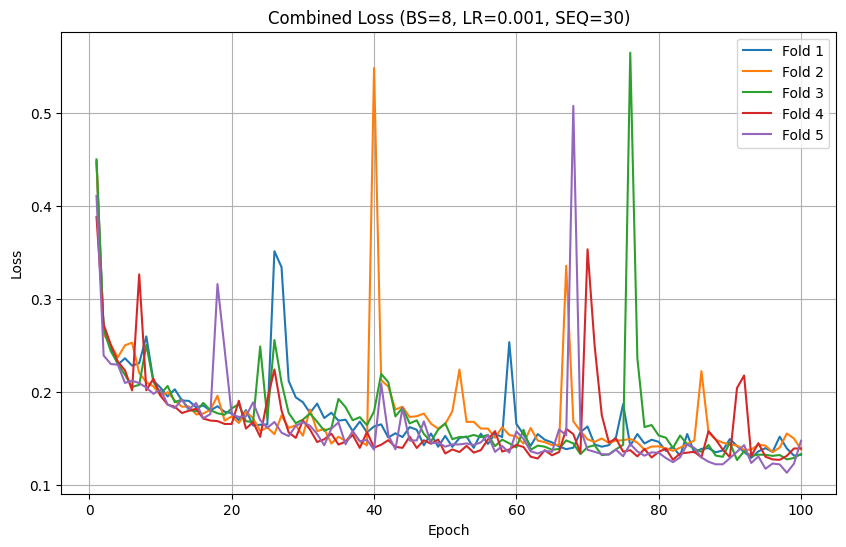 Combined Loss (BS=8, LR=0.001, SEQ=30)
Fold 1
Fold 2
Fold 3
Fold 4
Fold 5
Loss
0.5
0.4
0.3
0.2
0.1
0 20 40 60 80 100
Epoch